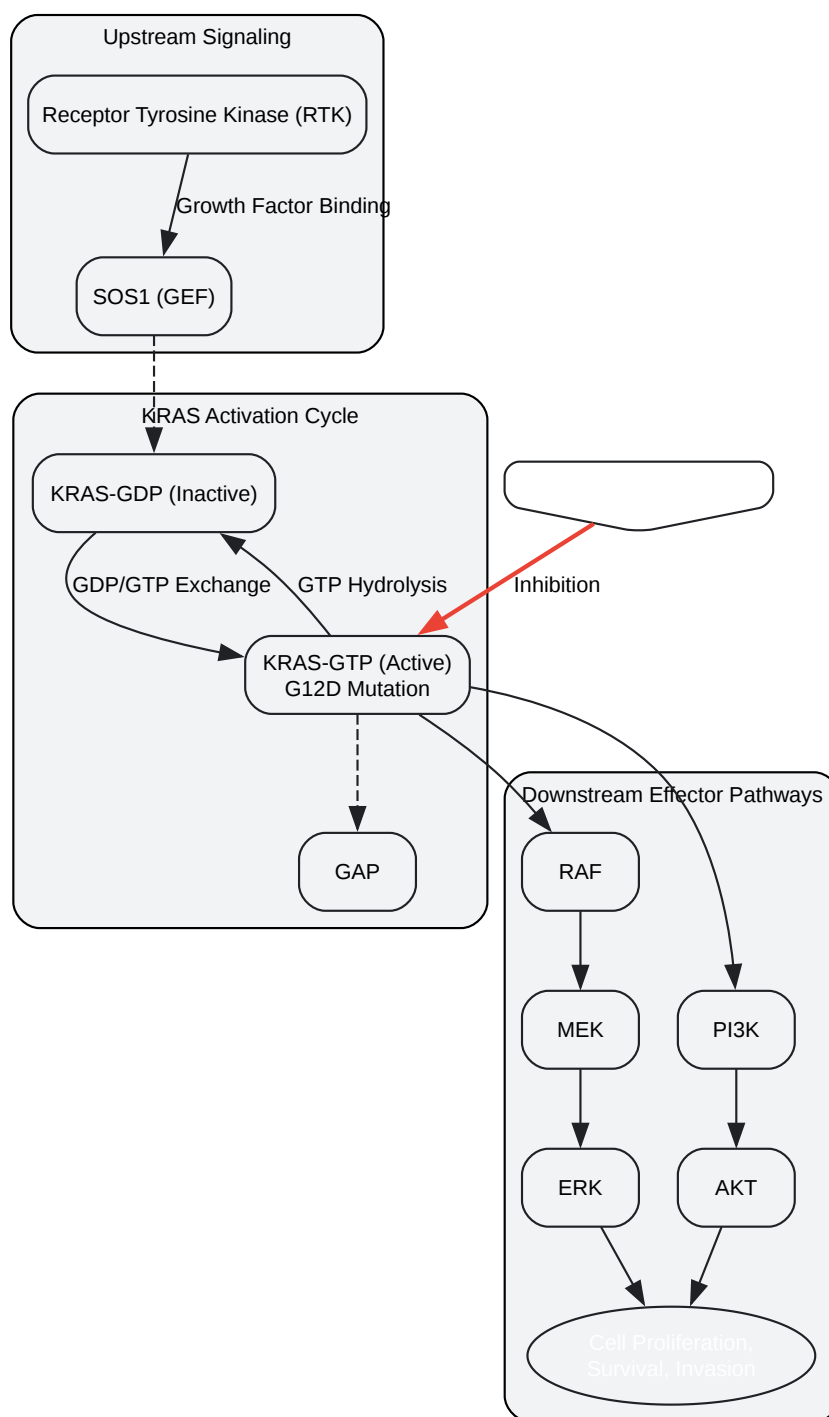 Upstream Signaling
Receptor Tyrosine Kinase (RTK)
Growth Factor Binding
SOS1 (GEF)
KRAS Activation Cycle
KRAS-GDP (Inactive)
GDP/GTP Exchange
GTP Hydrolysis
Inhibition
KRAS-GTP (Active)
G12D Mutation
GAP
Downstream Effector Pathways
RAF
MEK
PI3K
ERK
AKT
Cell Proliferation,
Survival, Invasion